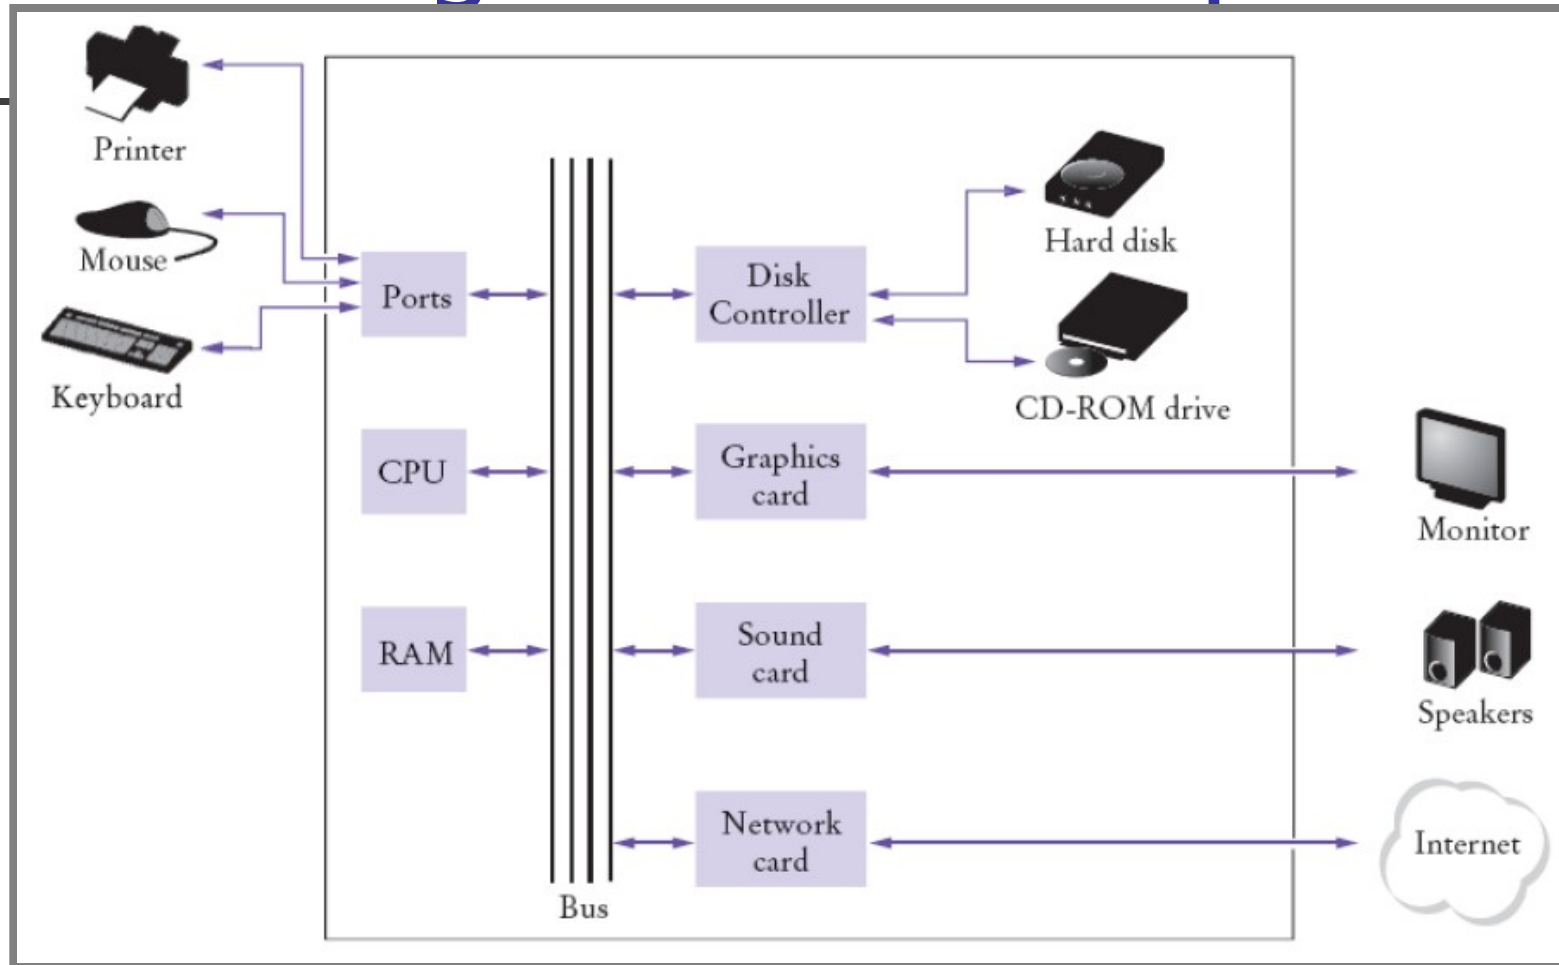 Printer
Mouse
Keyboard
Ports
CPU
RAM
Bus
Disk
Controller
Graphics
card
Sound
card
Network
card
Hard disk
CD-ROM drive
Monitor
Speakers
Internet